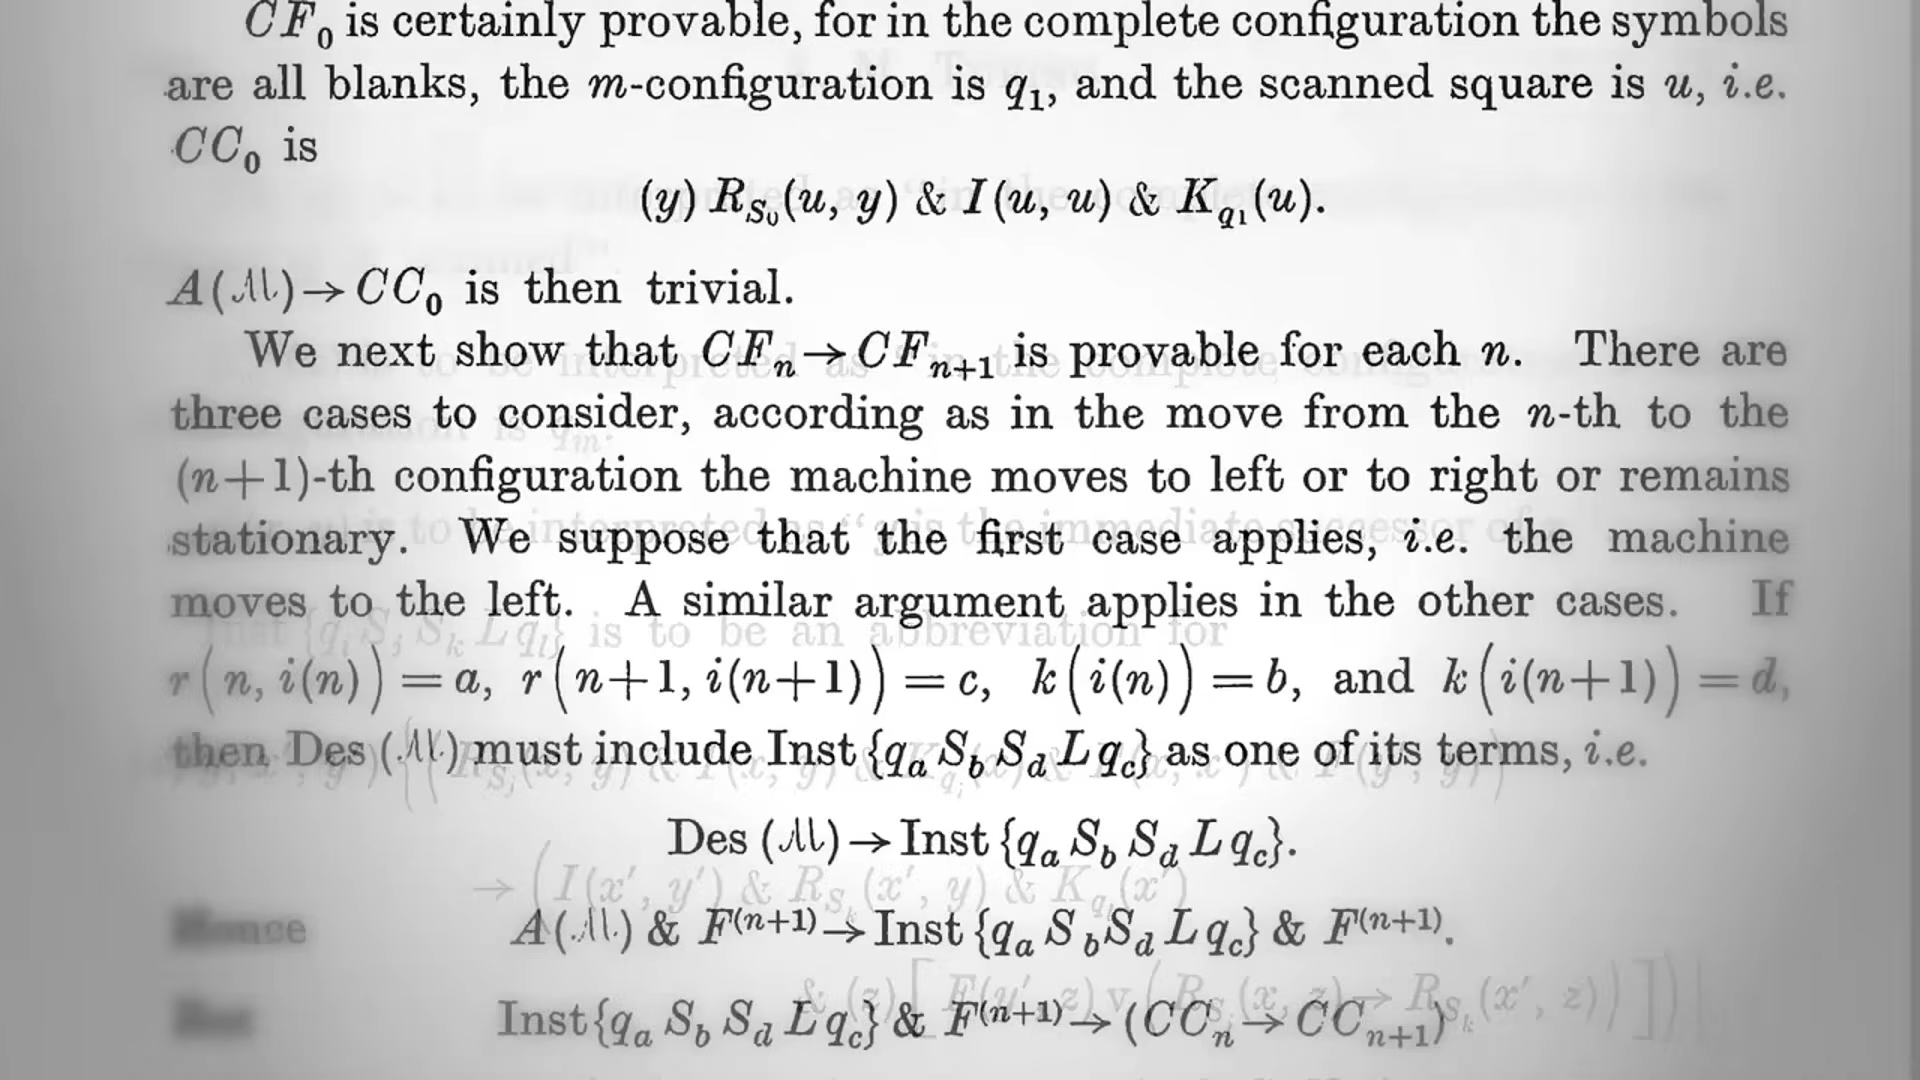 CF₀ is certainly provable, for in the complete configuration the symbols
are all blanks, the m-configuration is q₁, and the scanned square is u, i.e.
CC₀ is
(y) R_{S₀}(u, y) & I(u, u) & K_{q₁}(u).
A(ℳ)→CC₀ is then trivial.
We next show that CFₙ→CFₙ₊₁ is provable for each n. There are
three cases to consider, according as in the move from the n-th to the
(n+1)-th configuration the machine moves to left or to right or remains
stationary. We suppose that the first case applies, i.e. the machine
moves to the left. A similar argument applies in the other cases. If
r(n, i(n)) = a, r(n+1, i(n+1)) = c, k(i(n)) = b, and k(i(n+1)) = d,
then Des (ℳ) must include Inst {qₐ S_b S_d L q_c} as one of its terms, i.e.
Des (ℳ)→Inst {qₐ S_b S_d L q_c}.
Hence A(ℳ) & F⁽ⁿ⁺¹⁾→Inst {qₐ S_b S_d L q_c} & F⁽ⁿ⁺¹⁾.
But Inst{qₐ S_b S_d L q_c} & F⁽ⁿ⁺¹⁾→(CCₙ→CCₙ₊₁)